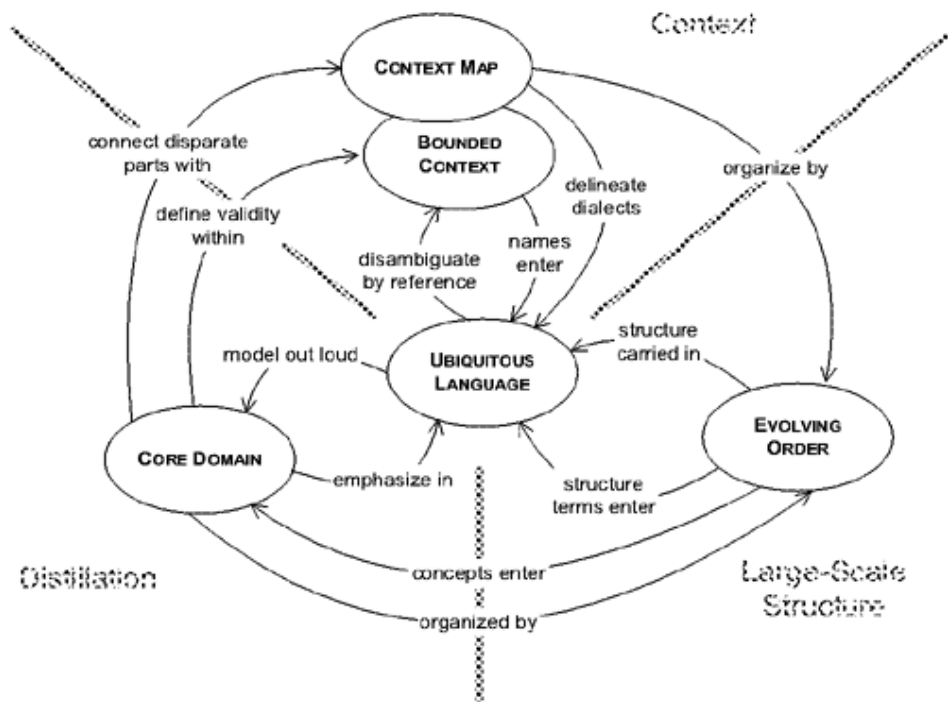 Context
CONTEXT MAP
connect disparate
parts with
BOUNDED
CONTEXT
organize by
delineate
dialects
define validity
within
names
enter
disambiguate
by reference
structure
carried in
model out loud
UBIQUITOUS
LANGUAGE
EVOLVING
ORDER
CORE DOMAIN
emphasize in
structure
terms enter
Distillation
concepts enter
Large-Scale
Structure
organized by